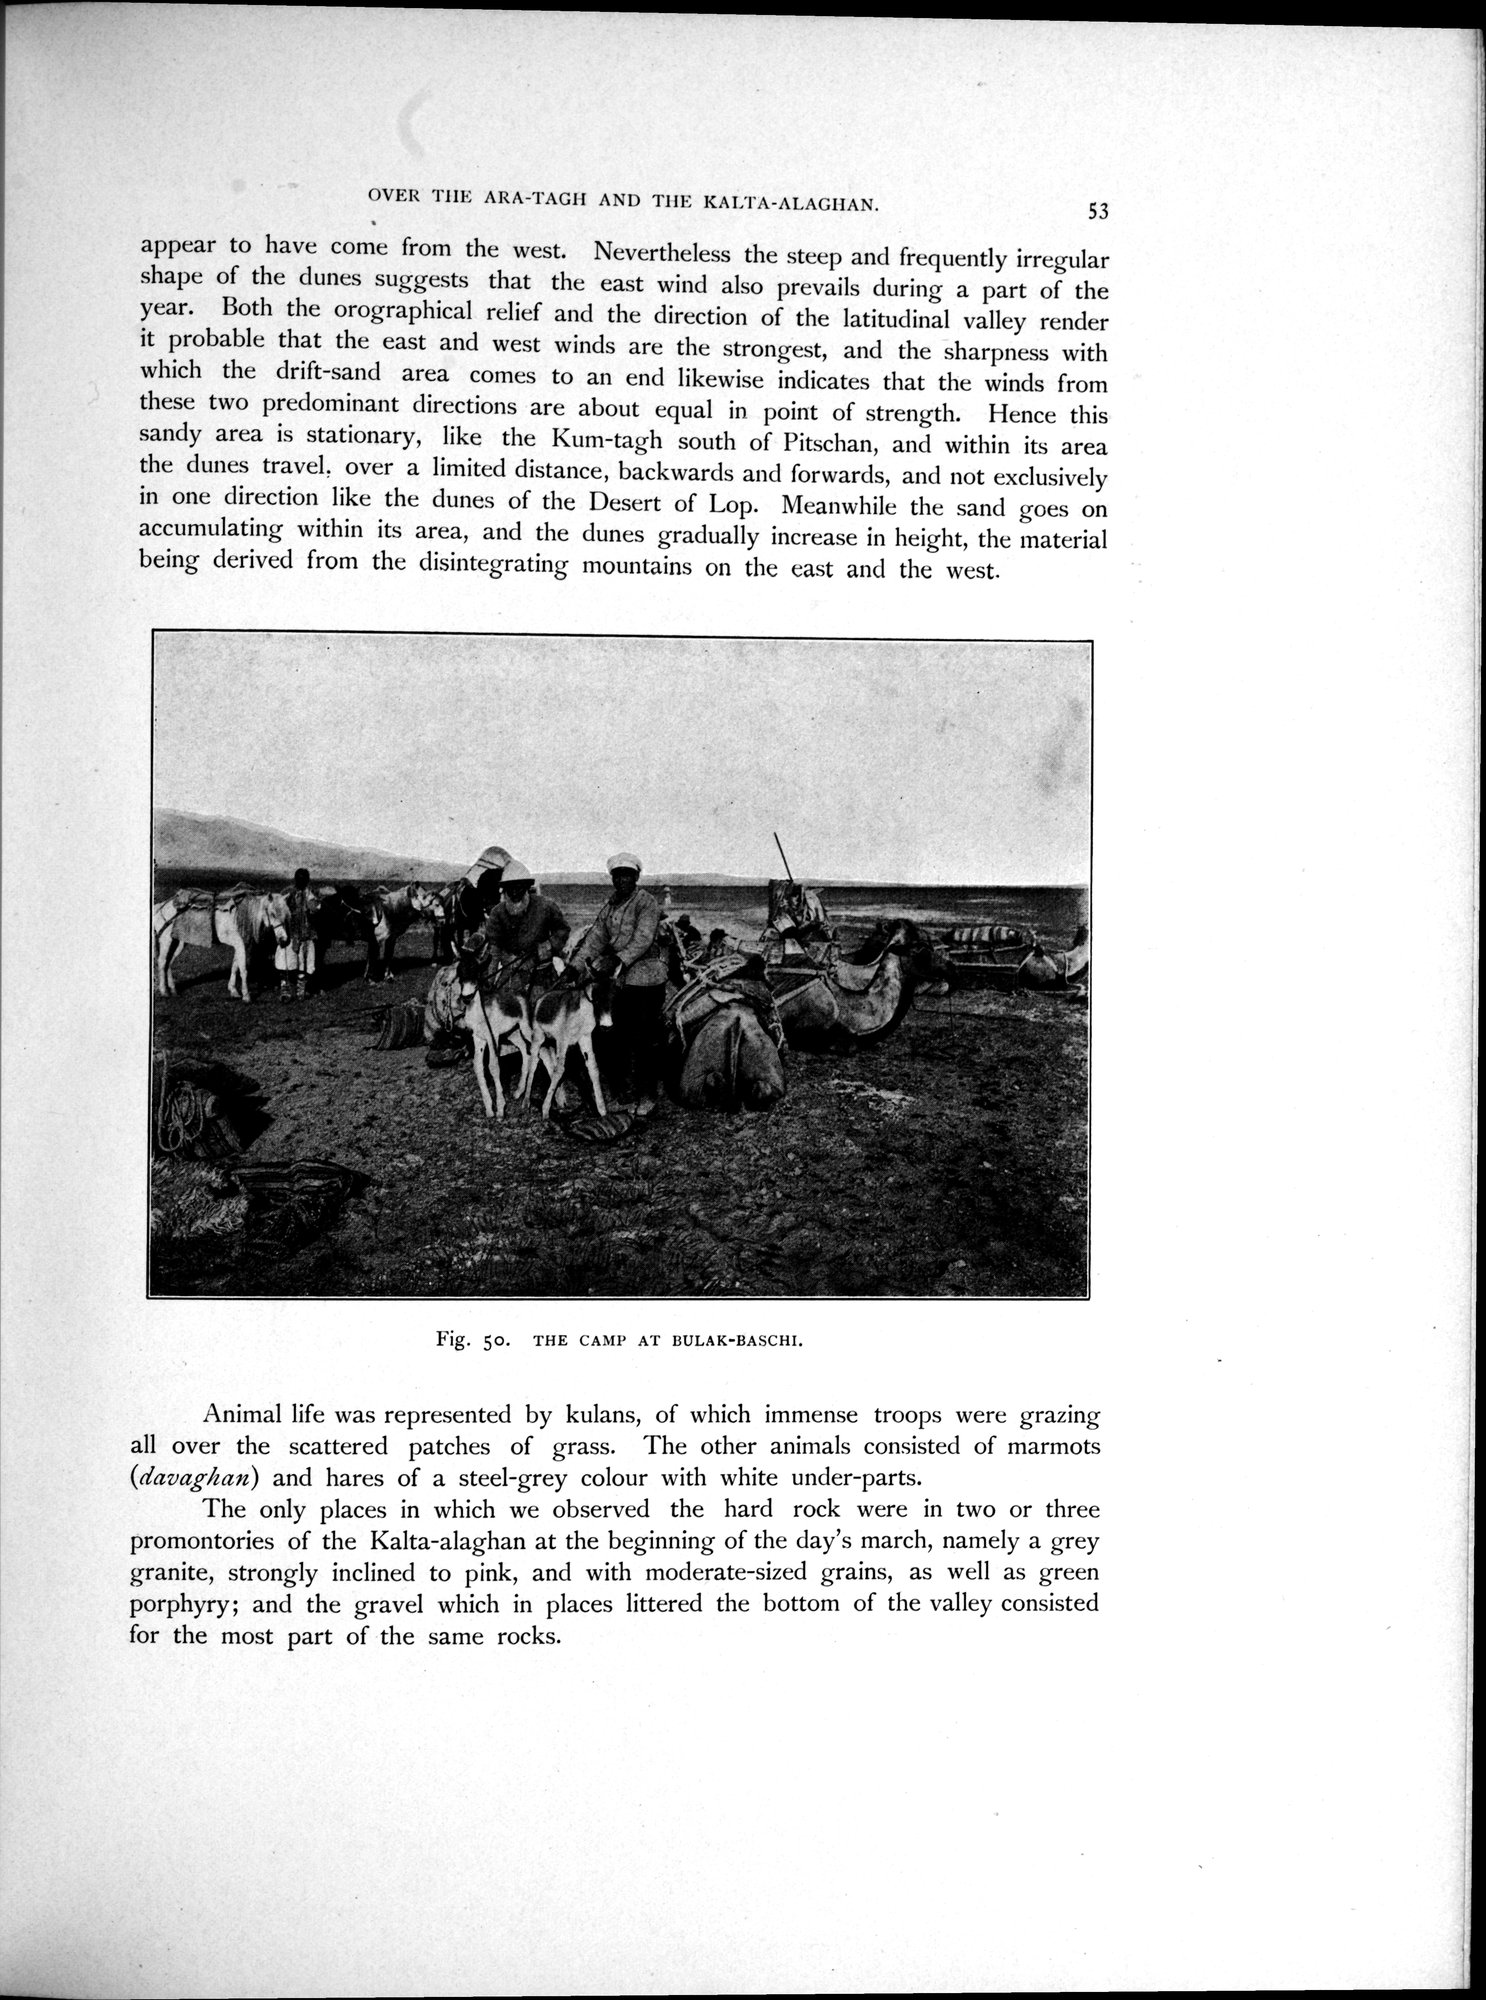 OVER THE ARA-TAGH AND THE KALTA-ALAGHAN.
53
appear to have come from the west. Nevertheless the steep and frequently irregular
shape of the dunes suggests that the east wind also prevails during a part of the
year. Both the orographical relief and the direction of the latitudinal valley render
it probable that the east and west winds are the strongest, and the sharpness with
which the drift-sand area comes to an end likewise indicates that the winds from
these two predominant directions are about equal in point of strength. Hence this
sandy area is stationary, like the Kum-tagh south of Pitschan, and within its area
the dunes travel, over a limited distance, backwards and forwards, and not exclusively
in one direction like the dunes of the Desert of Lop. Meanwhile the sand goes on
accumulating within its area, and the dunes gradually increase in height, the material
being derived from the disintegrating mountains on the east and the west.
Fig. 50. THE CAMP AT BULAK-BASCHI.
Animal life was represented by kulans, of which immense troops were grazing
all over the scattered patches of grass. The other animals consisted of marmots
(davaghan) and hares of a steel-grey colour with white under-parts.
The only places in which we observed the hard rock were in two or three
promontories of the Kalta-alaghan at the beginning of the day's march, namely a grey
granite, strongly inclined to pink, and with moderate-sized grains, as well as green
porphyry; and the gravel which in places littered the bottom of the valley consisted
for the most part of the same rocks.